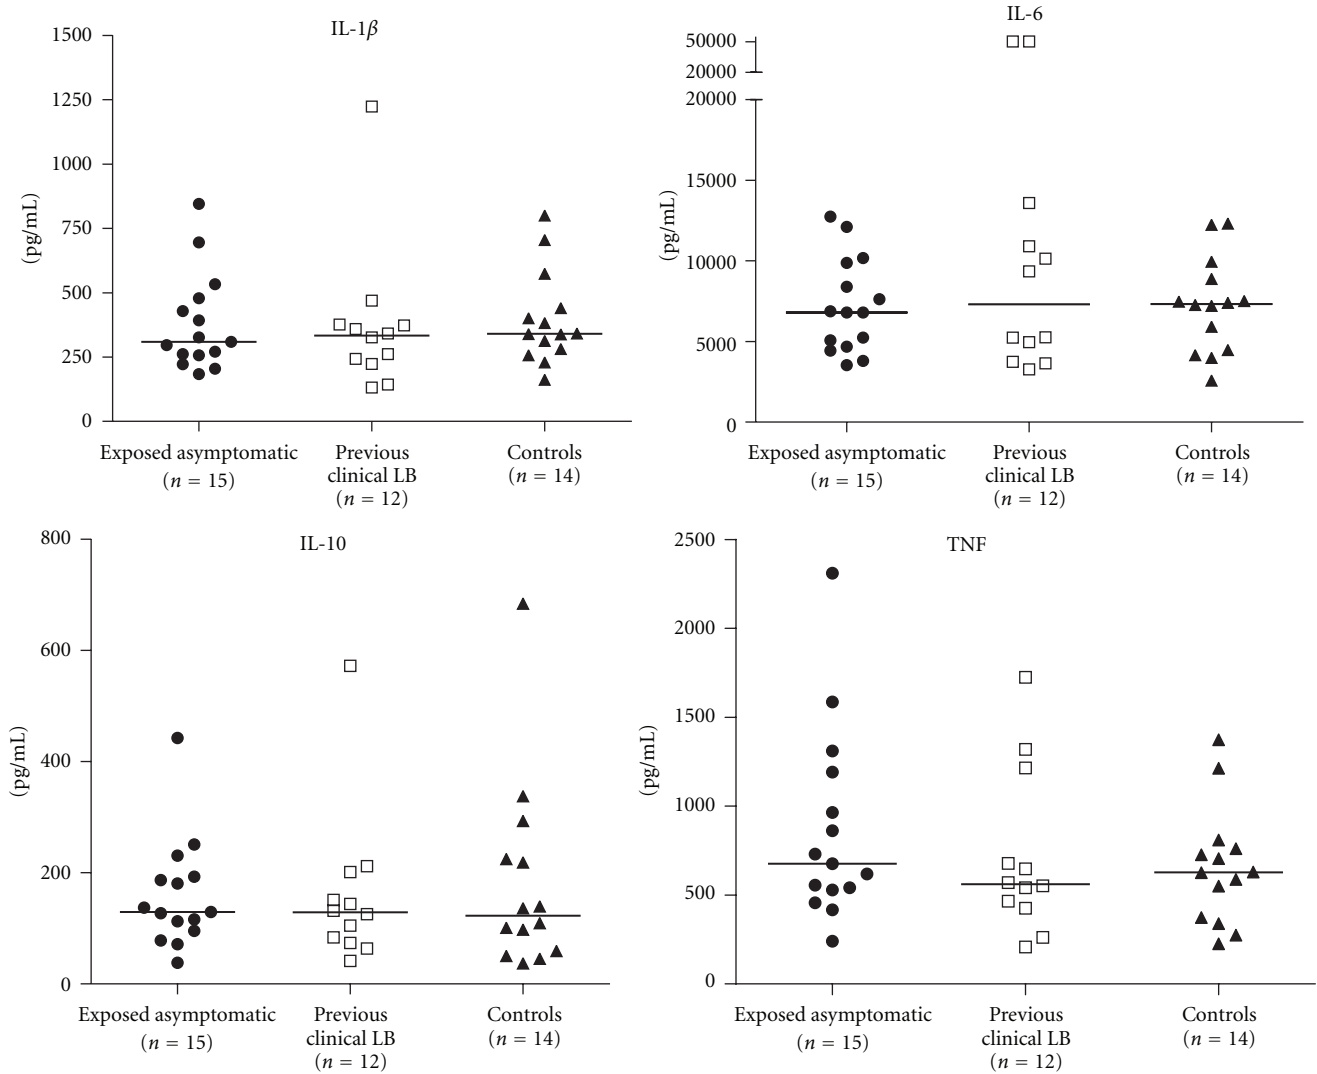 IL-1β
1500
1250
1000
750
500
250
0
(pg/mL)
Exposed asymptomatic
(n = 15)
Previous
clinical LB
(n = 12)
Controls
(n = 14)
IL-6
50000
20000
20000
15000
10000
5000
0
(pg/mL)
Exposed asymptomatic
(n = 15)
Previous
clinical LB
(n = 12)
Controls
(n = 14)
IL-10
800
600
400
200
0
(pg/mL)
Exposed asymptomatic
(n = 15)
Previous
clinical LB
(n = 12)
Controls
(n = 14)
TNF
2500
2000
1500
1000
500
0
(pg/mL)
Exposed asymptomatic
(n = 15)
Previous
clinical LB
(n = 12)
Controls
(n = 14)